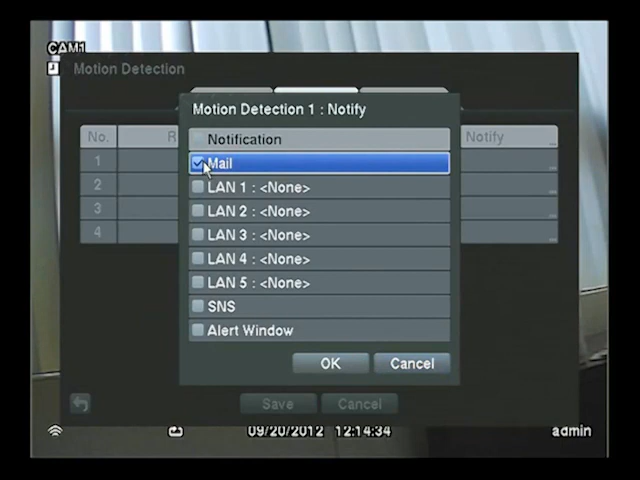 CAM1
Motion Detection
Motion Detection 1 : Notify
No.
R
Notify
Notification
1
Mail
LAN 1 : <None>
2
LAN 2 : <None>
3
LAN 3 : <None>
4
LAN 4 : <None>
LAN 5 : <None>
SNS
Alert Window
OK Cancel
Save Cancel
09/20/2012 12:14:34 admin